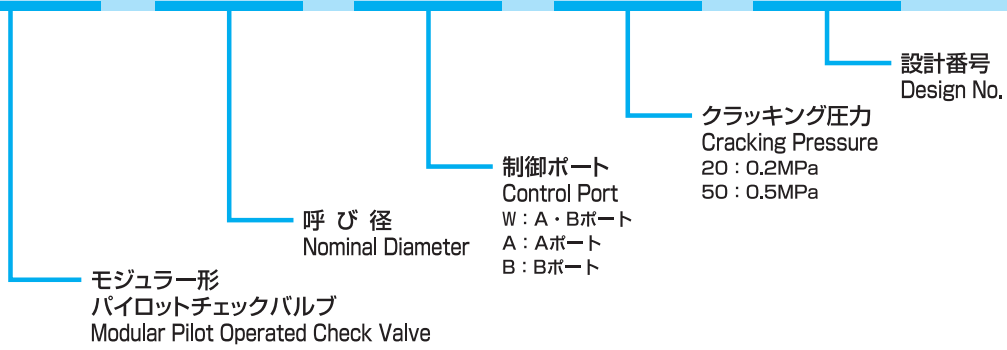 設計番号
Design No.
クラッキング圧力
Cracking Pressure
20：0.2MPa
50：0.5MPa
制御ポート
Control Port
W：A・Bポート
A：Aポート
B：Bポート
呼び径
Nominal Diameter
モジュラー形
パイロットチェックバルブ
Modular Pilot Operated Check Valve